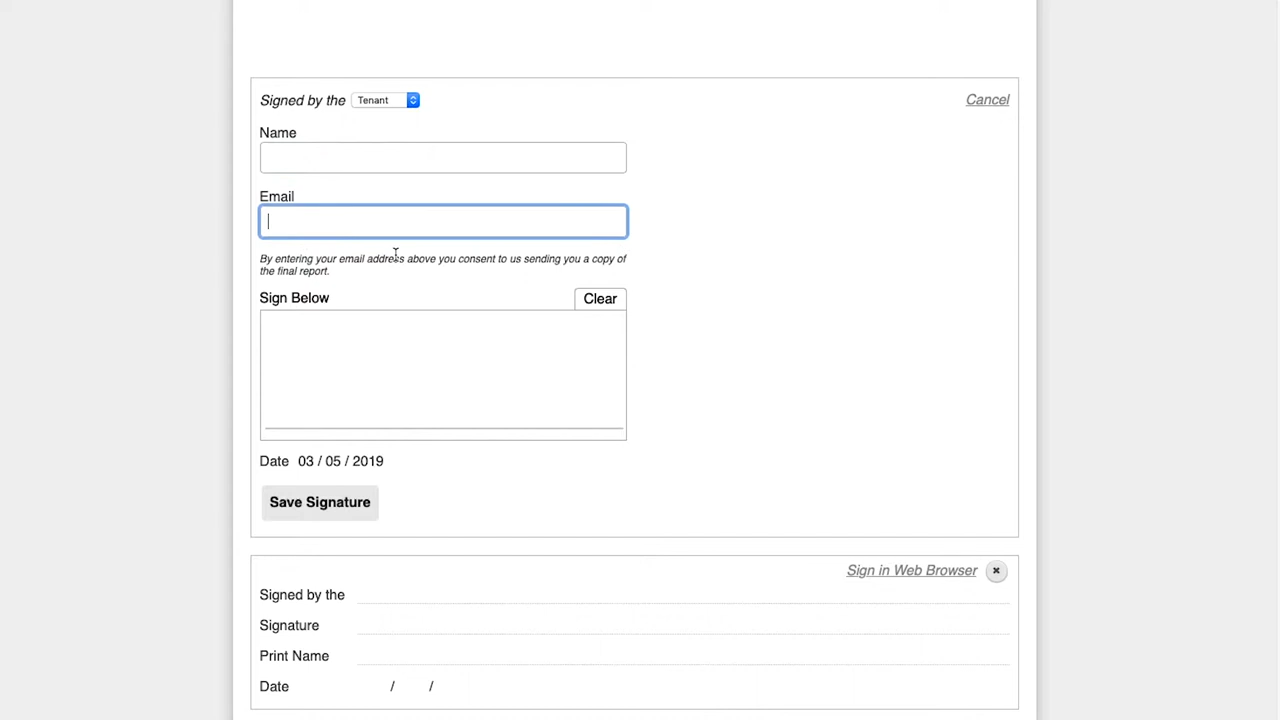 Signed by the Tenant Cancel
Name
Email
By entering your email address above you consent to us sending you a copy of
the final report.
Sign Below Clear
Date 03 / 05 / 2019
Save Signature
Sign in Web Browser
Signed by the
Signature
Print Name
Date / /